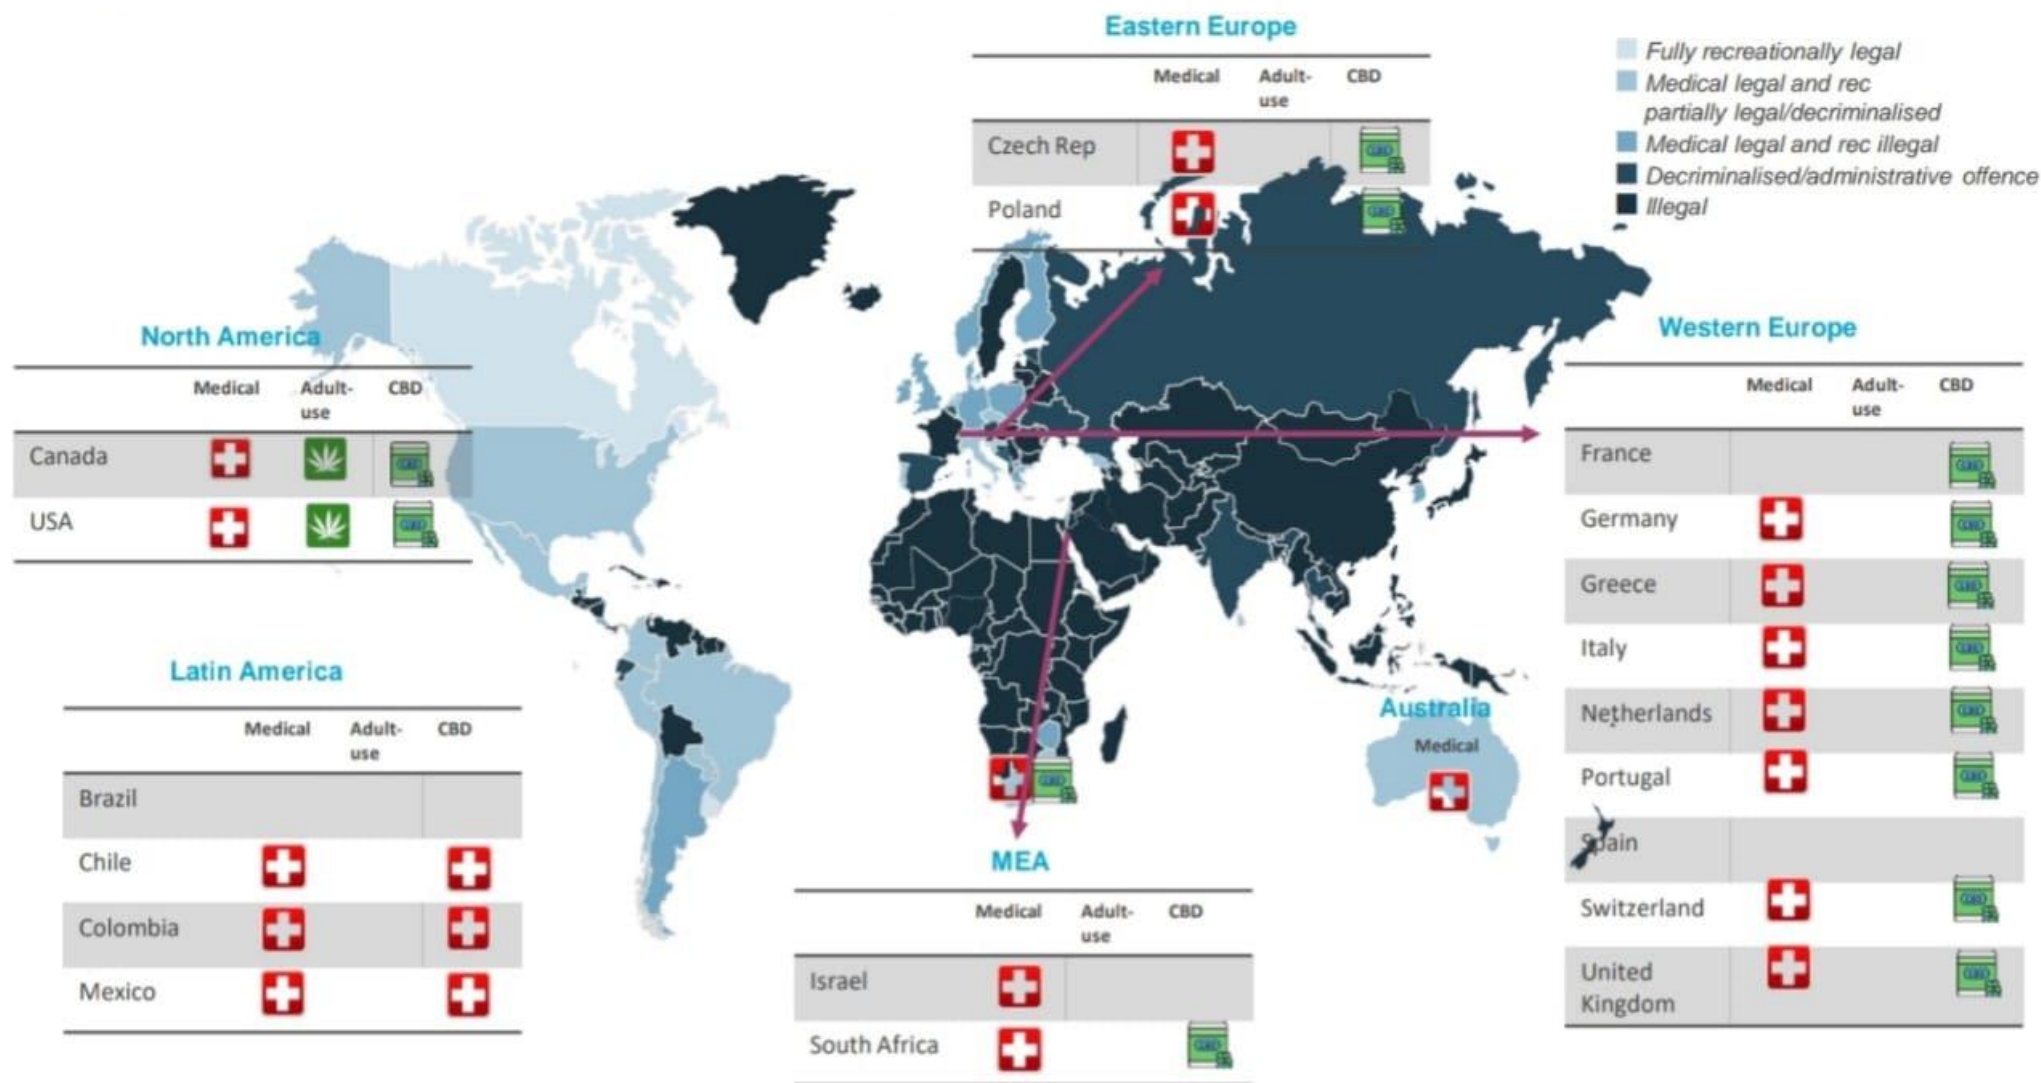 Eastern Europe
Medical Adult- CBD
use
Czech Rep
Poland
Fully recreationally legal
Medical legal and rec
partially legal/decriminalised
Medical legal and rec illegal
Decriminalised/administrative offence
Illegal
North America
Medical Adult- CBD
use
Canada
USA
Western Europe
Medical Adult- CBD
use
France
Germany
Greece
Italy
Netherlands
Portugal
Spain
Switzerland
United
Kingdom
Latin America
Medical Adult- CBD
use
Brazil
Chile
Colombia
Mexico
Australia
Medical
MEA
Medical Adult- CBD
use
Israel
South Africa